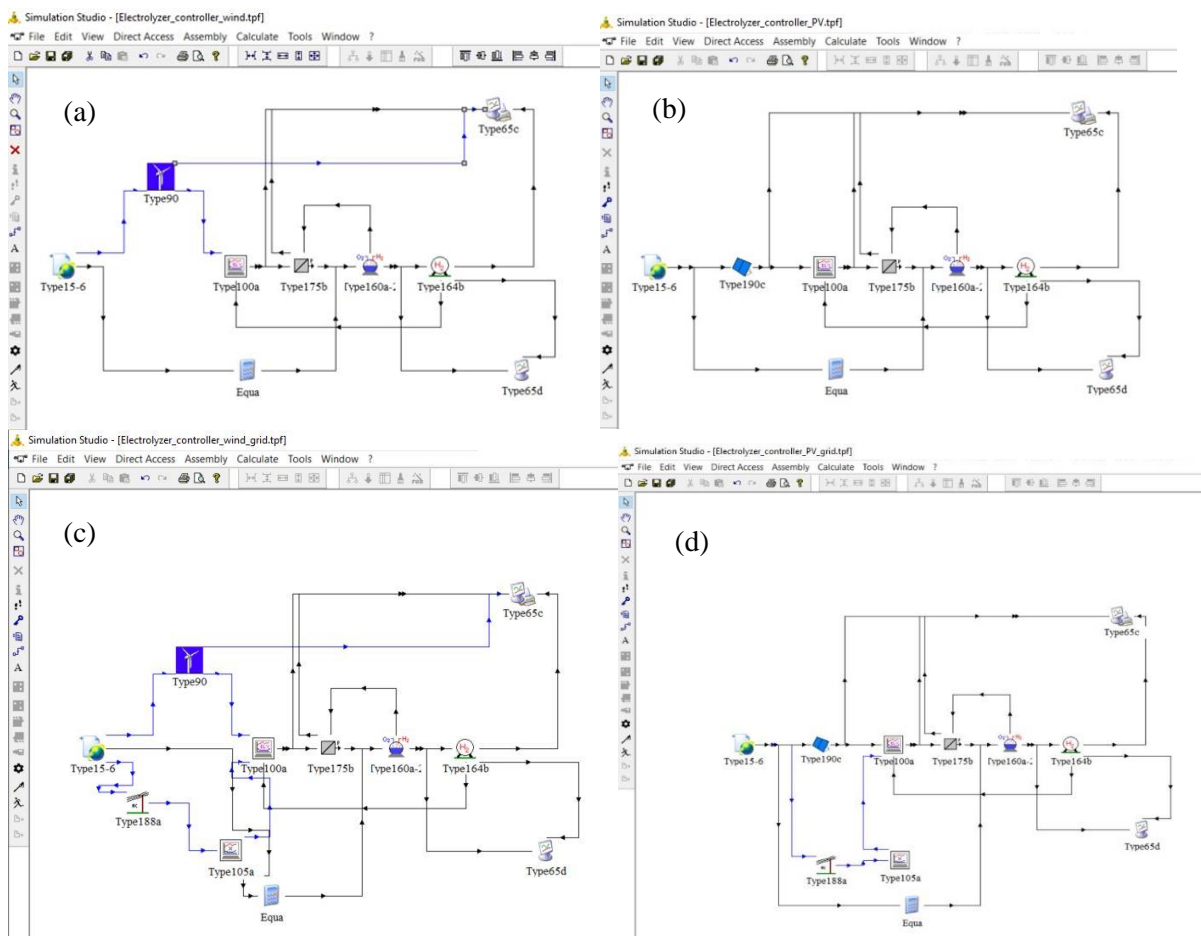 Simulation Studio - [Electrolyzer_controller_wind.tpf]
File Edit View Direct Access Assembly Calculate Tools Window ?
(a)
Type65c
Type90
Type15-6
Type100a
Type175b
Type160a-2
Type164b
Equa
Type65d
Simulation Studio - [Electrolyzer_controller_PV.tpf]
File Edit View Direct Access Assembly Calculate Tools Window ?
(b)
Type65c
Type15-6
Type190c
Type100a
Type175b
Type160a-2
Type164b
Equa
Type65d
Simulation Studio - [Electrolyzer_controller_wind_grid.tpf]
File Edit View Direct Access Assembly Calculate Tools Window ?
(c)
Type65c
Type90
Type15-6
Type100a
Type175b
Type160a-2
Type164b
Type188a
Type105a
Type65d
Equa
Simulation Studio - [Electrolyzer_controller_PV_grid.tpf]
File Edit View Direct Access Assembly Calculate Tools Window ?
(d)
Type65c
Type15-6
Type190c
Type100a
Type175b
Type160a-2
Type164b
Type188a
Type105a
Type65d
Equa